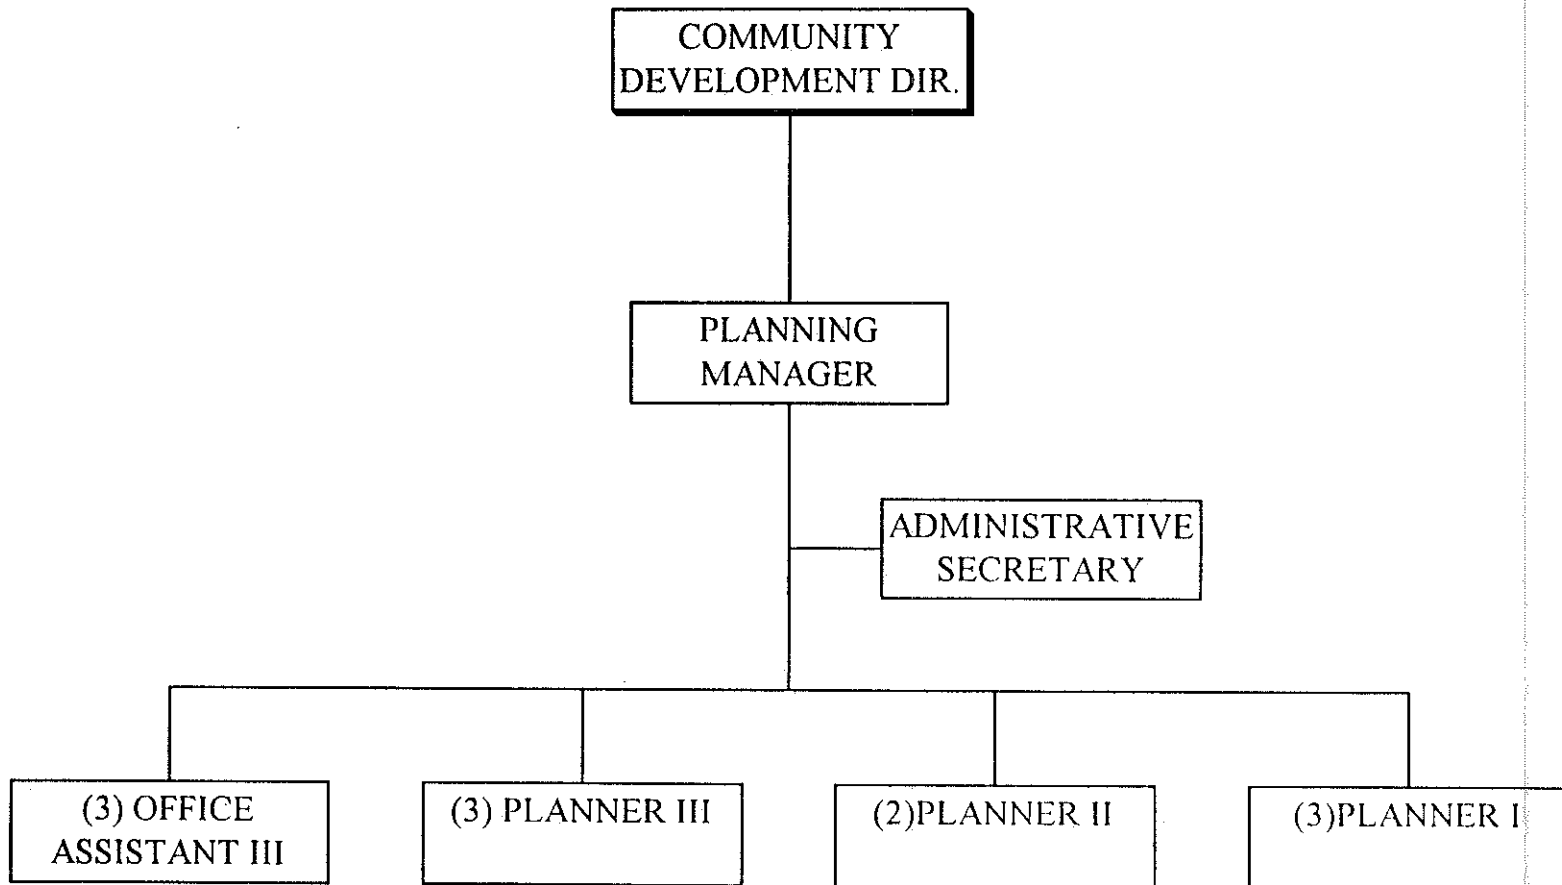 COMMUNITY
DEVELOPMENT DIR.
PLANNING
MANAGER
ADMINISTRATIVE
SECRETARY
(3) OFFICE
ASSISTANT III
(3) PLANNER III
(2)PLANNER II
(3)PLANNER I